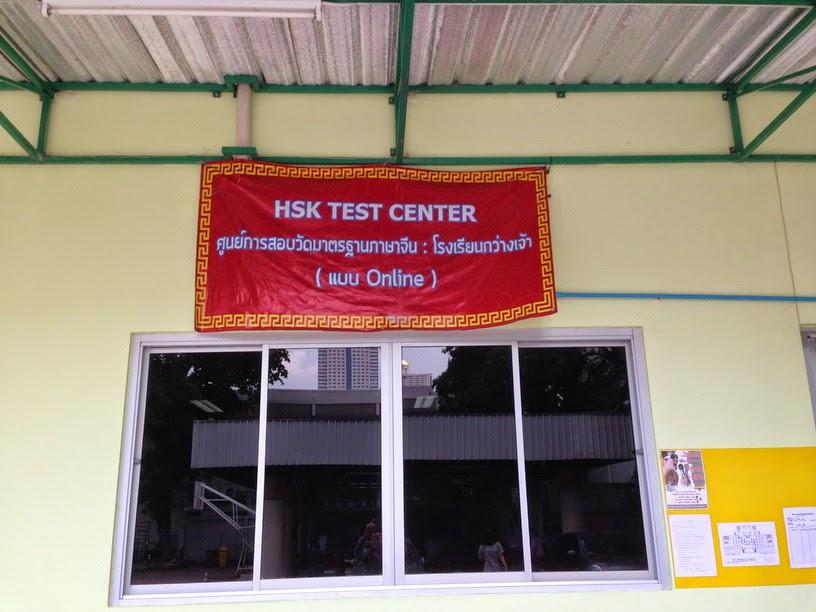 HSK TEST CENTER
ศูนย์การสอบวัดมาตรฐานภาษาจีน : โรงเรียนกว่างเจ้า
( แบบ Online )